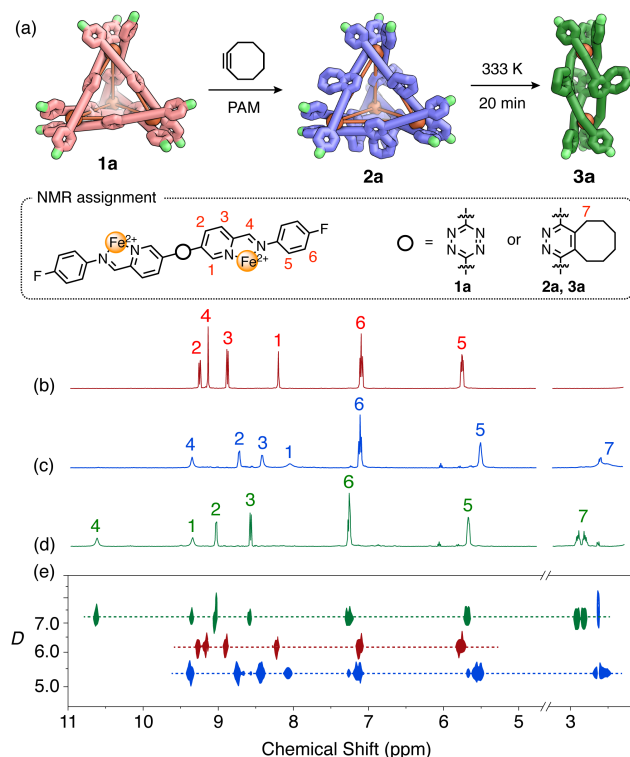 (a)
PAM
333 K
20 min
1a
2a
3a
NMR assignment
7
2 3 4
Fe2+
F
N
N
1
N
Fe2+
N
5
6
F
= 
N N
N N
or
N
N
1a
2a, 3a
(b)
2 4 3 1 6 5
(c)
4 2 3 1 6 5 7
(d)
4 1 2 3 6 5 7
(e)
D
7.0
6.0
5.0
11 10 9 8 7 6 5 3
Chemical Shift (ppm)